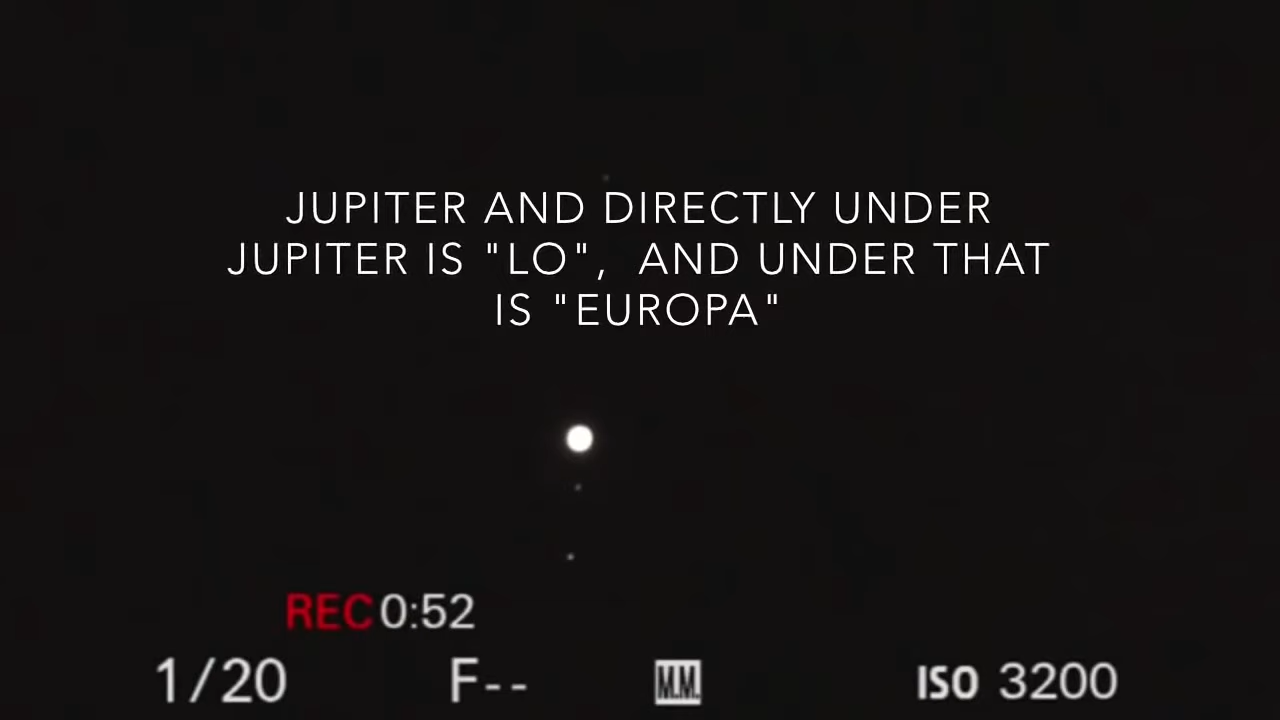 JUPITER AND DIRECTLY UNDER
JUPITER IS "LO", AND UNDER THAT
IS "EUROPA"
REC 0:52
1/20 F-- M.M. ISO 3200